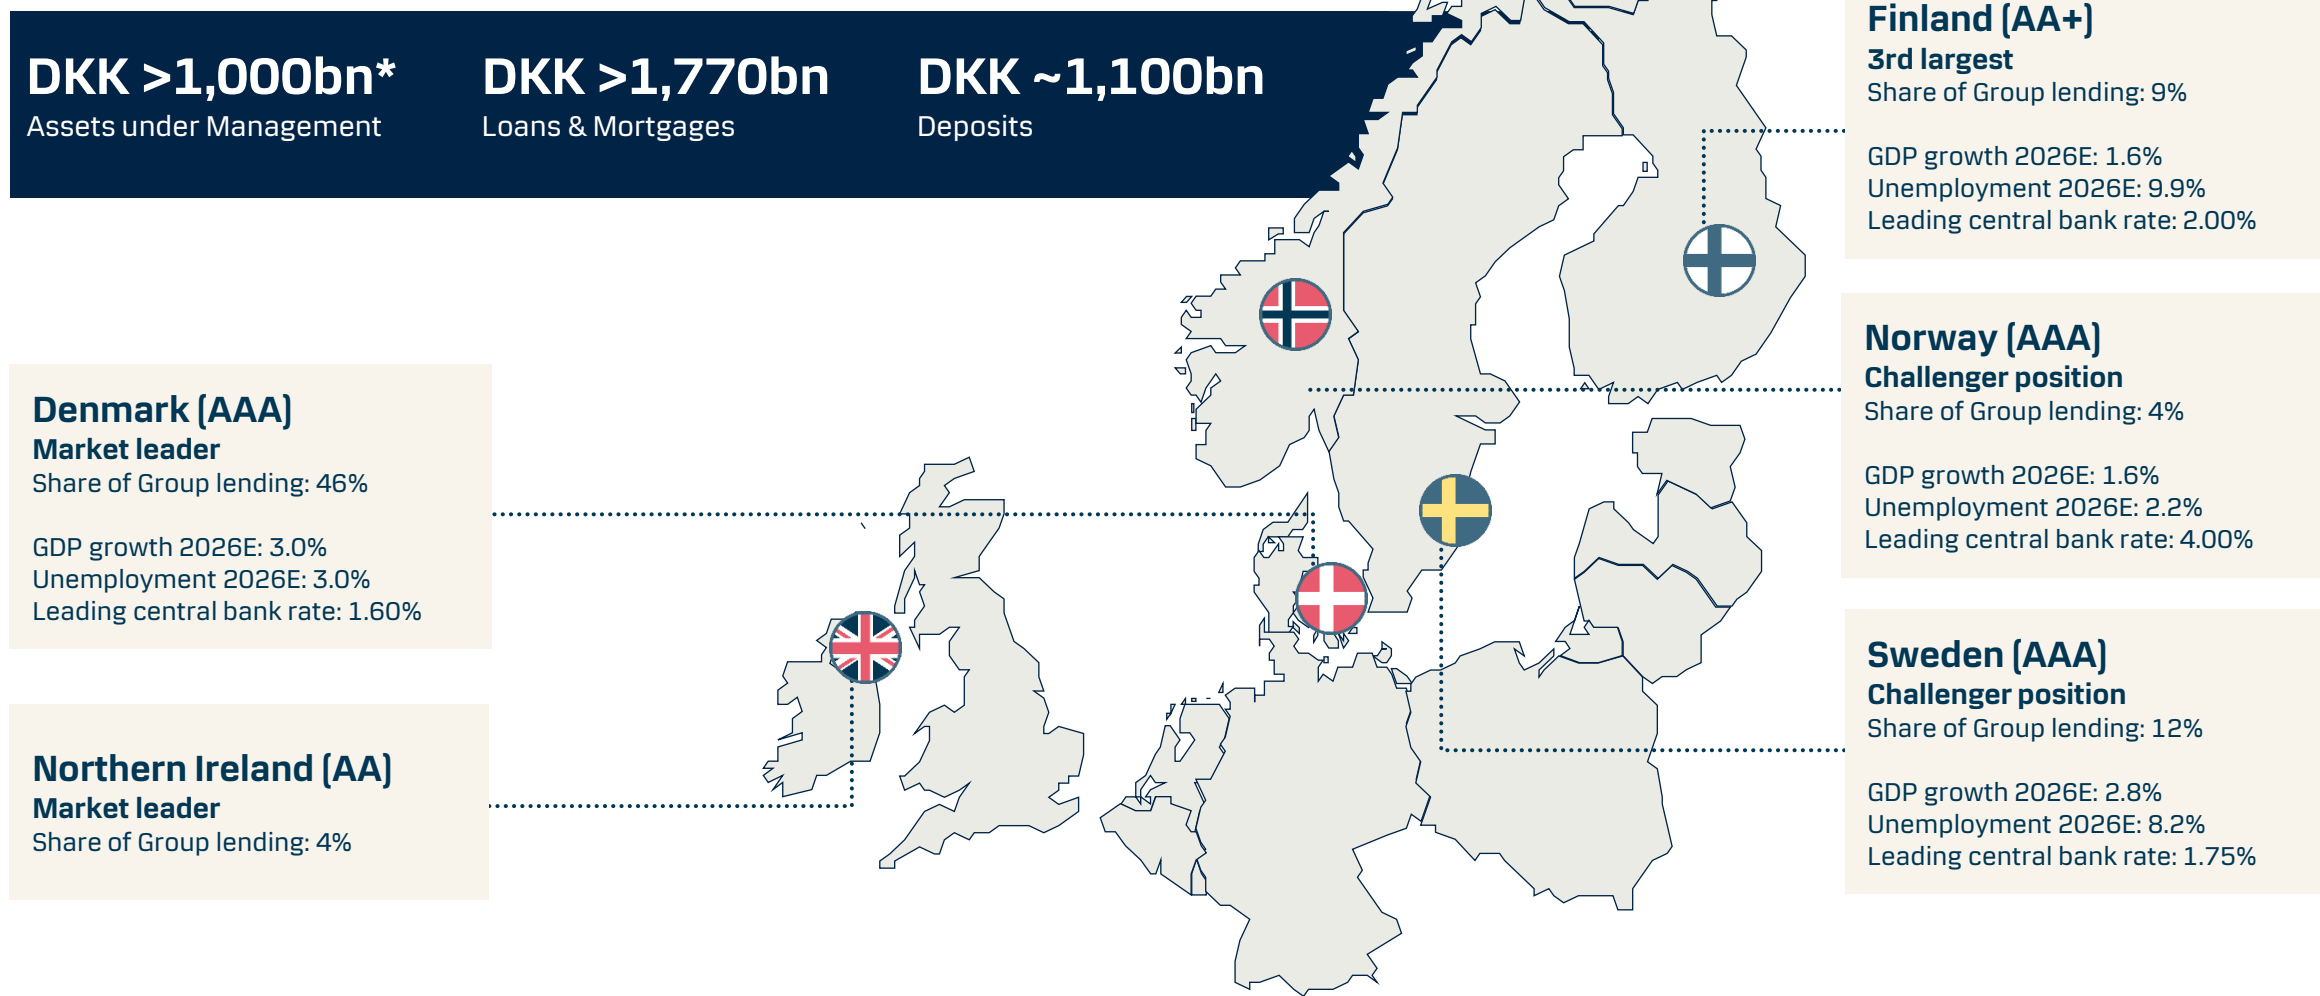 DKK >1,000bn*
Assets under Management
DKK >1,770bn
Loans & Mortgages
DKK ~1,100bn
Deposits
Denmark (AAA)
Market leader
Share of Group lending: 46%
GDP growth 2026E: 3.0%
Unemployment 2026E: 3.0%
Leading central bank rate: 1.60%
Northern Ireland (AA)
Market leader
Share of Group lending: 4%
Finland (AA+)
3rd largest
Share of Group lending: 9%
GDP growth 2026E: 1.6%
Unemployment 2026E: 9.9%
Leading central bank rate: 2.00%
Norway (AAA)
Challenger position
Share of Group lending: 4%
GDP growth 2026E: 1.6%
Unemployment 2026E: 2.2%
Leading central bank rate: 4.00%
Sweden (AAA)
Challenger position
Share of Group lending: 12%
GDP growth 2026E: 2.8%
Unemployment 2026E: 8.2%
Leading central bank rate: 1.75%